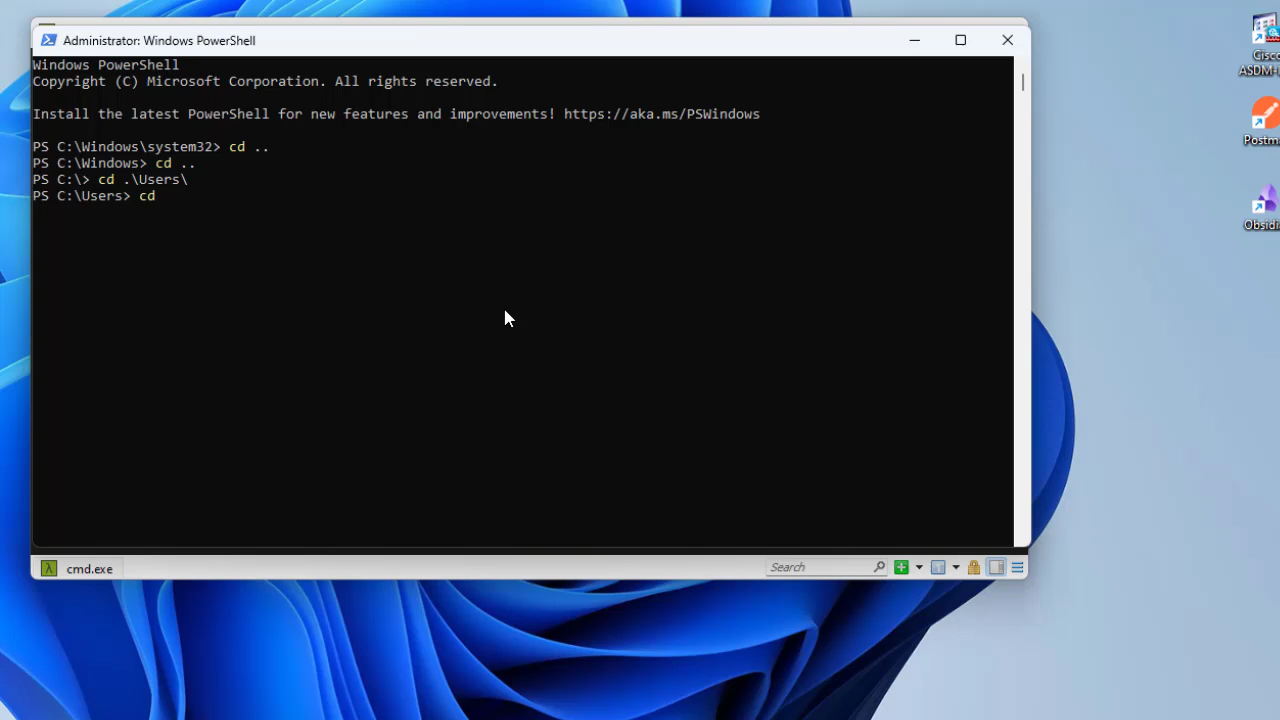 Administrator: Windows PowerShell
Windows PowerShell
Copyright (C) Microsoft Corporation. All rights reserved.
Install the latest PowerShell for new features and improvements! https://aka.ms/PSWindows
PS C:\Windows\system32> cd ..
PS C:\Windows> cd ..
PS C:\> cd .\Users\
PS C:\Users> cd
cmd.exe
Search
Cisco
ASDM-I
Postm
Obsidi